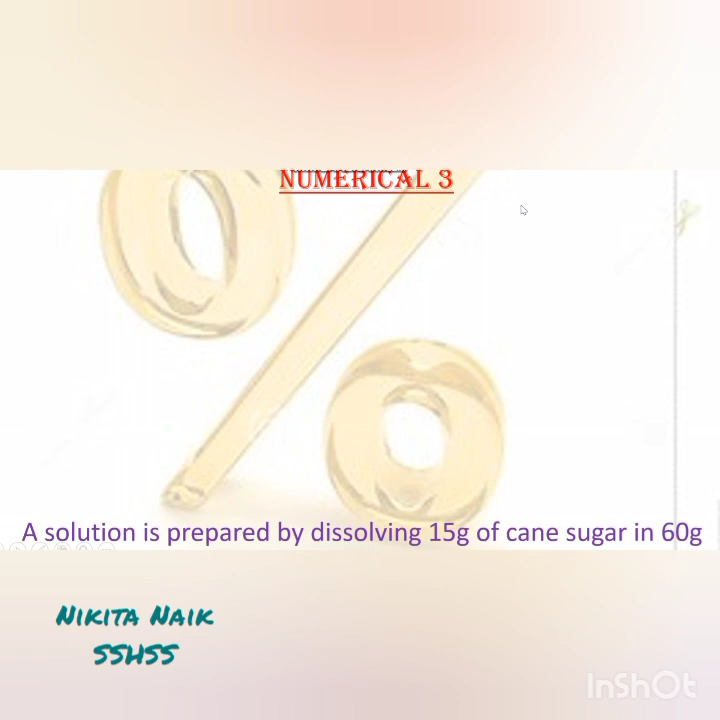 NUMERICAL 3
A solution is prepared by dissolving 15g of cane sugar in 60g
Nikita Naik
SSHSS
InShOt